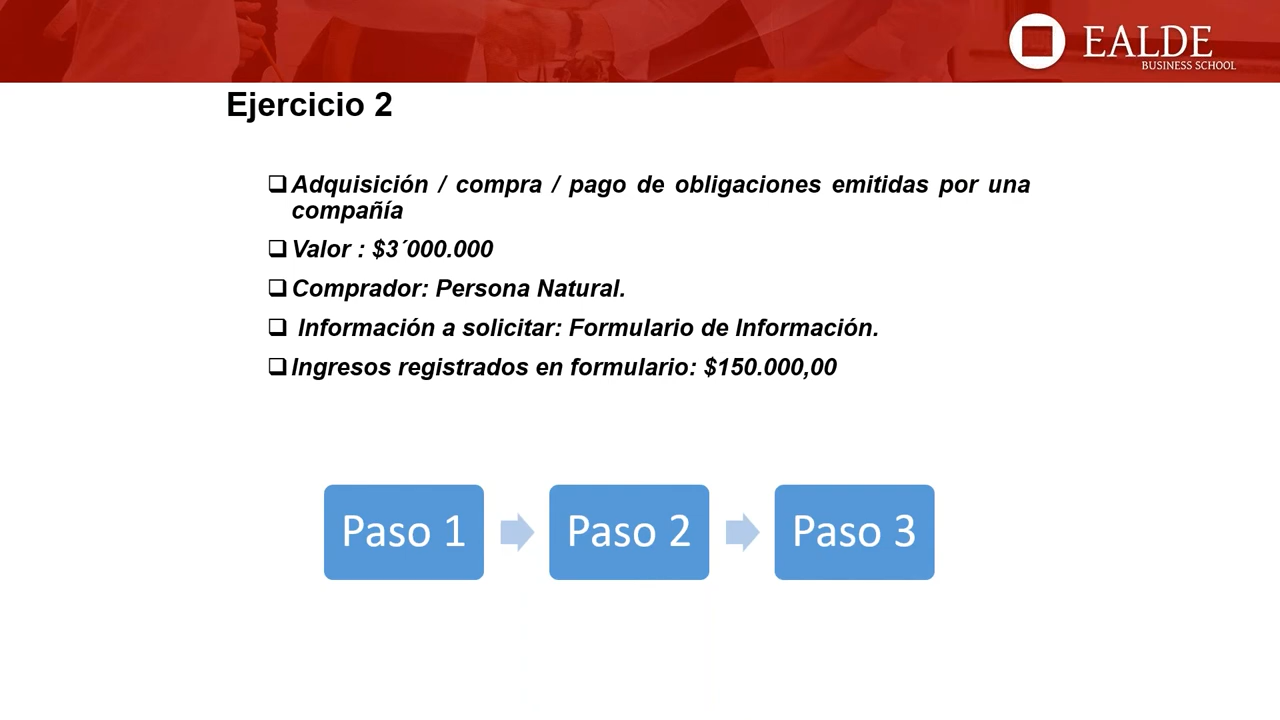 EALDE
BUSINESS SCHOOL
Ejercicio 2
Adquisición / compra / pago de obligaciones emitidas por una
compañía
Valor : $3´000.000
Comprador: Persona Natural.
Información a solicitar: Formulario de Información.
Ingresos registrados en formulario: $150.000,00
Paso 1
Paso 2
Paso 3